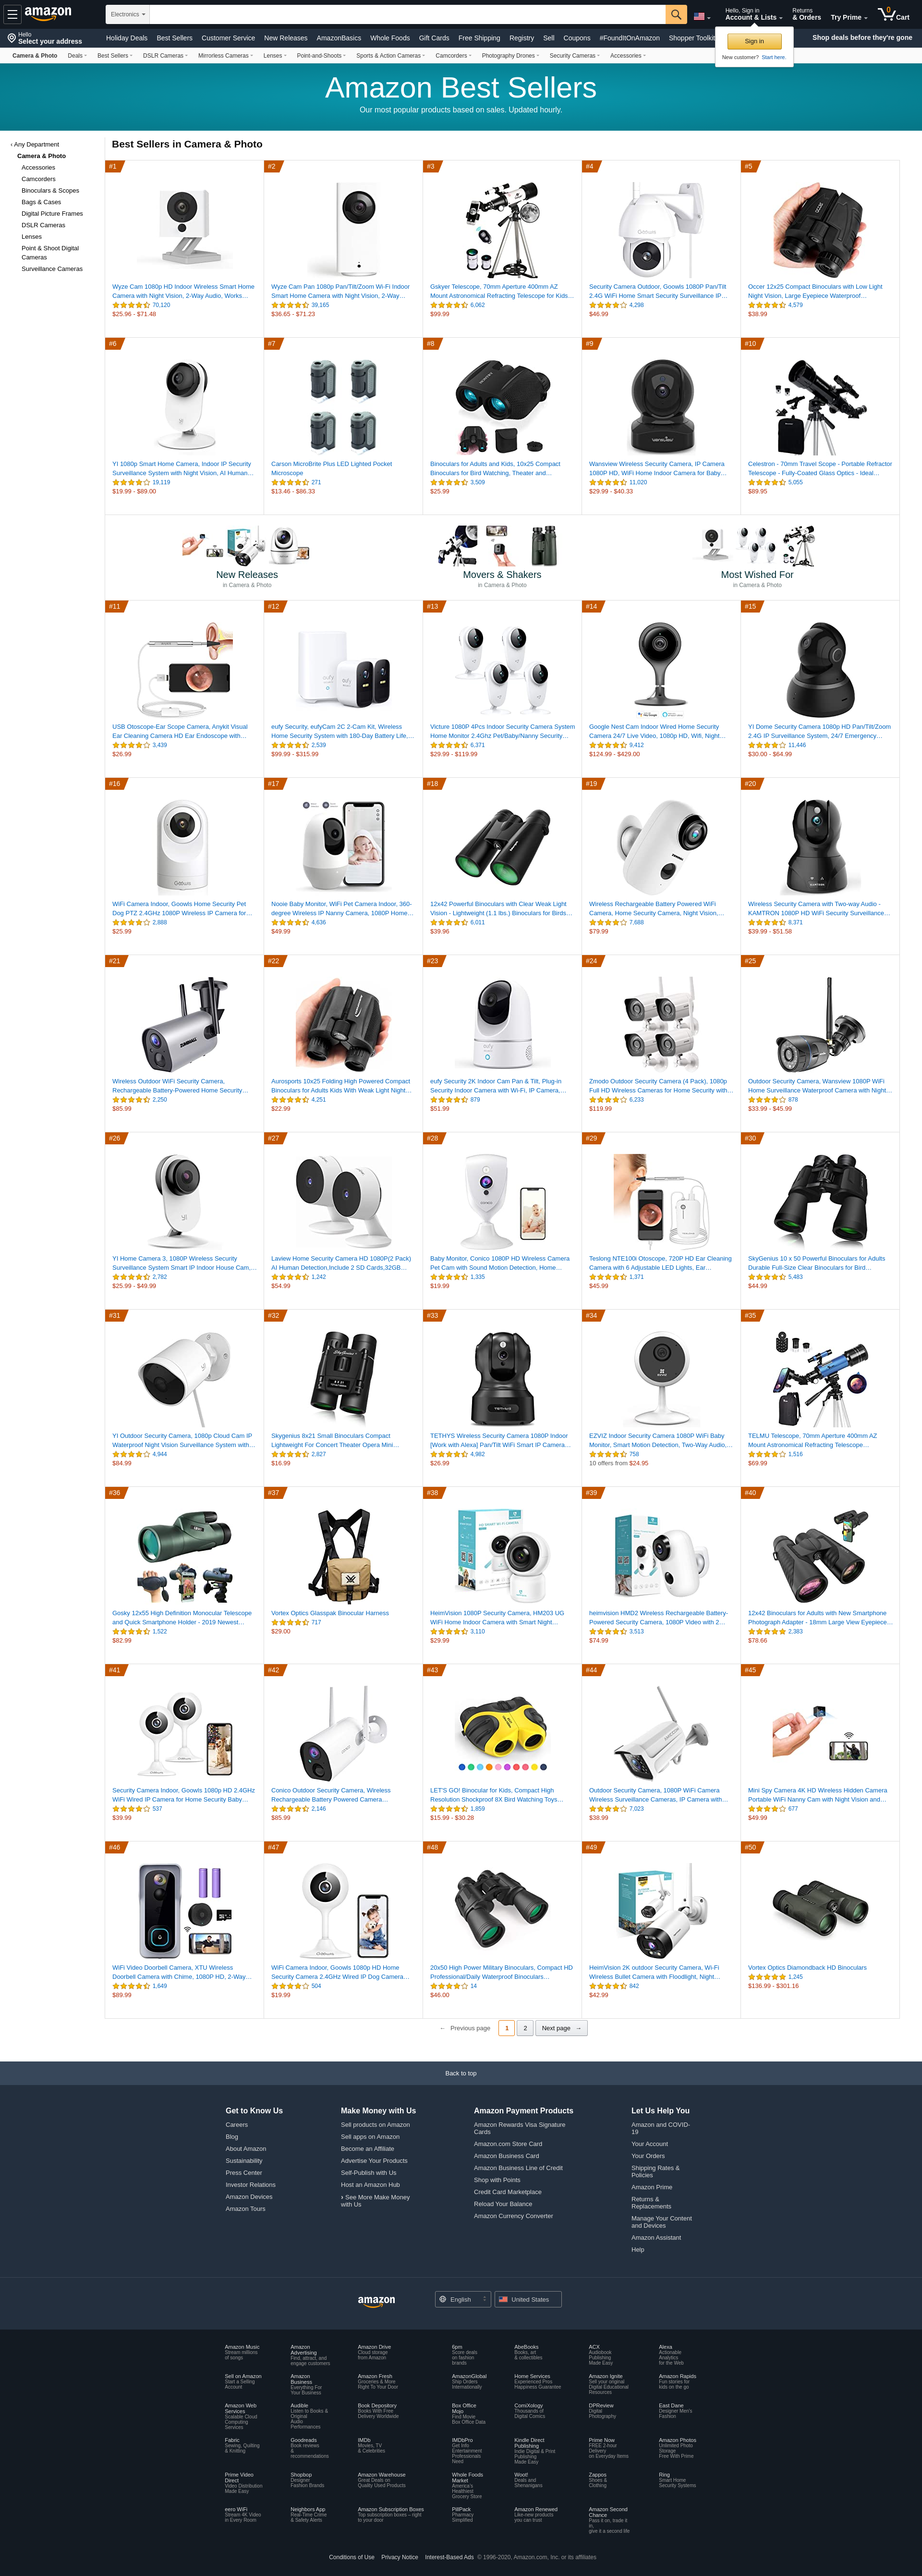 amazon
Electronics
Hello, Sign in
Account & Lists
Returns
& Orders
Try Prime
0
Cart
Hello
Select your address
Holiday Deals
Best Sellers
Customer Service
New Releases
AmazonBasics
Whole Foods
Gift Cards
Free Shipping
Registry
Sell
Coupons
#FoundItOnAmazon
Shopper Toolkit
Shop deals before they're gone
Sign in
New customer? Start here.
Camera & Photo
Deals
Best Sellers
DSLR Cameras
Mirrorless Cameras
Lenses
Point-and-Shoots
Sports & Action Cameras
Camcorders
Photography Drones
Security Cameras
Accessories
Amazon Best Sellers
Our most popular products based on sales. Updated hourly.
‹ Any Department
Camera & Photo
Accessories
Camcorders
Binoculars & Scopes
Bags & Cases
Digital Picture Frames
DSLR Cameras
Lenses
Point & Shoot Digital
Cameras
Surveillance Cameras
Best Sellers in Camera & Photo
#1
Wyze Cam 1080p HD Indoor Wireless Smart Home
Camera with Night Vision, 2-Way Audio, Works…
70,120
$25.96 - $71.48
#2
Wyze Cam Pan 1080p Pan/Tilt/Zoom Wi-Fi Indoor
Smart Home Camera with Night Vision, 2-Way…
39,165
$36.65 - $71.23
#3
Gskyer Telescope, 70mm Aperture 400mm AZ
Mount Astronomical Refracting Telescope for Kids…
6,062
$99.99
#4
Security Camera Outdoor, Goowls 1080P Pan/Tilt
2.4G WiFi Home Smart Security Surveillance IP…
4,298
$46.99
#5
Occer 12x25 Compact Binoculars with Low Light
Night Vision, Large Eyepiece Waterproof…
4,579
$38.99
#6
YI 1080p Smart Home Camera, Indoor IP Security
Surveillance System with Night Vision, AI Human…
19,119
$19.99 - $89.00
#7
Carson MicroBrite Plus LED Lighted Pocket
Microscope
271
$13.46 - $86.33
#8
Binoculars for Adults and Kids, 10x25 Compact
Binoculars for Bird Watching, Theater and…
3,509
$25.99
#9
Wansview Wireless Security Camera, IP Camera
1080P HD, WiFi Home Indoor Camera for Baby…
11,020
$29.99 - $40.33
#10
Celestron - 70mm Travel Scope - Portable Refractor
Telescope - Fully-Coated Glass Optics - Ideal…
5,055
$89.95
New Releases
in Camera & Photo
Movers & Shakers
in Camera & Photo
Most Wished For
in Camera & Photo
#11
USB Otoscope-Ear Scope Camera, Anykit Visual
Ear Cleaning Camera HD Ear Endoscope with…
3,439
$26.99
#12
eufy Security, eufyCam 2C 2-Cam Kit, Wireless
Home Security System with 180-Day Battery Life,…
2,539
$99.99 - $315.99
#13
Victure 1080P 4Pcs Indoor Security Camera System
Home Monitor 2.4Ghz Pet/Baby/Nanny Security…
6,371
$29.99 - $119.99
#14
Google Nest Cam Indoor Wired Home Security
Camera 24/7 Live Video, 1080p HD, Wifi, Night…
9,412
$124.99 - $429.00
#15
YI Dome Security Camera 1080p HD Pan/Tilt/Zoom
2.4G IP Surveillance System, 24/7 Emergency…
11,446
$30.00 - $64.99
#16
WiFi Camera Indoor, Goowls Home Security Pet
Dog PTZ 2.4GHz 1080P Wireless IP Camera for…
2,888
$25.99
#17
Nooie Baby Monitor, WiFi Pet Camera Indoor, 360-
degree Wireless IP Nanny Camera, 1080P Home…
4,636
$49.99
#18
12x42 Powerful Binoculars with Clear Weak Light
Vision - Lightweight (1.1 lbs.) Binoculars for Birds…
6,011
$39.96
#19
Wireless Rechargeable Battery Powered WiFi
Camera, Home Security Camera, Night Vision,…
7,688
$79.99
#20
Wireless Security Camera with Two-way Audio -
KAMTRON 1080P HD WiFi Security Surveillance…
8,371
$39.99 - $51.58
#21
Wireless Outdoor WiFi Security Camera,
Rechargeable Battery-Powered Home Security…
2,250
$85.99
#22
Aurosports 10x25 Folding High Powered Compact
Binoculars for Adults Kids With Weak Light Night…
4,251
$22.99
#23
eufy Security 2K Indoor Cam Pan & Tilt, Plug-in
Security Indoor Camera with Wi-Fi, IP Camera,…
879
$51.99
#24
Zmodo Outdoor Security Camera (4 Pack), 1080p
Full HD Wireless Cameras for Home Security with…
6,233
$119.99
#25
Outdoor Security Camera, Wansview 1080P WiFi
Home Surveillance Waterproof Camera with Night…
878
$33.99 - $45.99
#26
YI Home Camera 3, 1080P Wireless Security
Surveillance System Smart IP Indoor House Cam…
2,782
$25.99 - $49.99
#27
Laview Home Security Camera HD 1080P(2 Pack)
AI Human Detection,Include 2 SD Cards,32GB…
1,242
$54.99
#28
Baby Monitor, Conico 1080P HD Wireless Camera
Pet Cam with Sound Motion Detection, Home…
1,335
$19.99
#29
Teslong NTE100i Otoscope, 720P HD Ear Cleaning
Camera with 6 Adjustable LED Lights, Ear…
1,371
$45.99
#30
SkyGenius 10 x 50 Powerful Binoculars for Adults
Durable Full-Size Clear Binoculars for Bird…
5,483
$44.99
#31
YI Outdoor Security Camera, 1080p Cloud Cam IP
Waterproof Night Vision Surveillance System with…
4,944
$84.99
#32
Skygenius 8x21 Small Binoculars Compact
Lightweight For Concert Theater Opera Mini…
2,827
$16.99
#33
TETHYS Wireless Security Camera 1080P Indoor
[Work with Alexa] Pan/Tilt WiFi Smart IP Camera…
4,982
$26.99
#34
EZVIZ Indoor Security Camera 1080P WiFi Baby
Monitor, Smart Motion Detection, Two-Way Audio,…
758
10 offers from $24.95
#35
TELMU Telescope, 70mm Aperture 400mm AZ
Mount Astronomical Refracting Telescope…
1,516
$69.99
#36
Gosky 12x55 High Definition Monocular Telescope
and Quick Smartphone Holder - 2019 Newest…
1,522
$82.99
#37
Vortex Optics Glasspak Binocular Harness
717
$29.00
#38
HeimVision 1080P Security Camera, HM203 UG
WiFi Home Indoor Camera with Smart Night…
3,110
$29.99
#39
heimvision HMD2 Wireless Rechargeable Battery-
Powered Security Camera, 1080P Video with 2…
3,513
$74.99
#40
12x42 Binoculars for Adults with New Smartphone
Photograph Adapter - 18mm Large View Eyepiece…
2,383
$78.66
#41
Security Camera Indoor, Goowls 1080p HD 2.4GHz
WiFi Wired IP Camera for Home Security Baby…
537
$39.99
#42
Conico Outdoor Security Camera, Wireless
Rechargeable Battery Powered Camera…
2,146
$85.99
#43
LET'S GO! Binocular for Kids, Compact High
Resolution Shockproof 8X Bird Watching Toys…
1,859
$15.99 - $30.28
#44
Outdoor Security Camera, 1080P WiFi Camera
Wireless Surveillance Cameras, IP Camera with…
7,023
$38.99
#45
Mini Spy Camera 4K HD Wireless Hidden Camera
Portable WiFi Nanny Cam with Night Vision and…
677
$49.99
#46
WiFi Video Doorbell Camera, XTU Wireless
Doorbell Camera with Chime, 1080P HD, 2-Way…
1,649
$89.99
#47
WiFi Camera Indoor, Goowls 1080p HD Home
Security Camera 2.4GHz Wired IP Dog Camera…
504
$19.99
#48
20x50 High Power Military Binoculars, Compact HD
Professional/Daily Waterproof Binoculars…
14
$46.00
#49
HeimVision 2K outdoor Security Camera, Wi-Fi
Wireless Bullet Camera with Floodlight, Night…
842
$42.99
#50
Vortex Optics Diamondback HD Binoculars
1,245
$136.99 - $301.16
← Previous page
1
2
Next page →
Back to top
Get to Know Us
Careers
Blog
About Amazon
Sustainability
Press Center
Investor Relations
Amazon Devices
Amazon Tours
Make Money with Us
Sell products on Amazon
Sell apps on Amazon
Become an Affiliate
Advertise Your Products
Self-Publish with Us
Host an Amazon Hub
› See More Make Money
with Us
Amazon Payment Products
Amazon Rewards Visa Signature
Cards
Amazon.com Store Card
Amazon Business Card
Amazon Business Line of Credit
Shop with Points
Credit Card Marketplace
Reload Your Balance
Amazon Currency Converter
Let Us Help You
Amazon and COVID-
19
Your Account
Your Orders
Shipping Rates &
Policies
Amazon Prime
Returns &
Replacements
Manage Your Content
and Devices
Amazon Assistant
Help
amazon
English
United States
Amazon Music
Stream millions
of songs
Amazon
Advertising
Find, attract, and
engage customers
Amazon Drive
Cloud storage
from Amazon
6pm
Score deals
on fashion
brands
AbeBooks
Books, art
& collectibles
ACX
Audiobook
Publishing
Made Easy
Alexa
Actionable
Analytics
for the Web
Sell on Amazon
Start a Selling
Account
Amazon
Business
Everything For
Your Business
Amazon Fresh
Groceries & More
Right To Your Door
AmazonGlobal
Ship Orders
Internationally
Home Services
Experienced Pros
Happiness Guarantee
Amazon Ignite
Sell your original
Digital Educational
Resources
Amazon Rapids
Fun stories for
kids on the go
Amazon Web
Services
Scalable Cloud
Computing
Services
Audible
Listen to Books &
Original
Audio
Performances
Book Depository
Books With Free
Delivery Worldwide
Box Office
Mojo
Find Movie
Box Office Data
ComiXology
Thousands of
Digital Comics
DPReview
Digital
Photography
East Dane
Designer Men's
Fashion
Fabric
Sewing, Quilting
& Knitting
Goodreads
Book reviews
&
recommendations
IMDb
Movies, TV
& Celebrities
IMDbPro
Get Info
Entertainment
Professionals
Need
Kindle Direct
Publishing
Indie Digital & Print
Publishing
Made Easy
Prime Now
FREE 2-hour
Delivery
on Everyday Items
Amazon Photos
Unlimited Photo
Storage
Free With Prime
Prime Video
Direct
Video Distribution
Made Easy
Shopbop
Designer
Fashion Brands
Amazon Warehouse
Great Deals on
Quality Used Products
Whole Foods
Market
America's
Healthiest
Grocery Store
Woot!
Deals and
Shenanigans
Zappos
Shoes &
Clothing
Ring
Smart Home
Security Systems
eero WiFi
Stream 4K Video
in Every Room
Neighbors App
Real-Time Crime
& Safety Alerts
Amazon Subscription Boxes
Top subscription boxes – right
to your door
PillPack
Pharmacy
Simplified
Amazon Renewed
Like-new products
you can trust
Amazon Second
Chance
Pass it on, trade it
in,
give it a second life
Conditions of Use
Privacy Notice
Interest-Based Ads
© 1996-2020, Amazon.com, Inc. or its affiliates